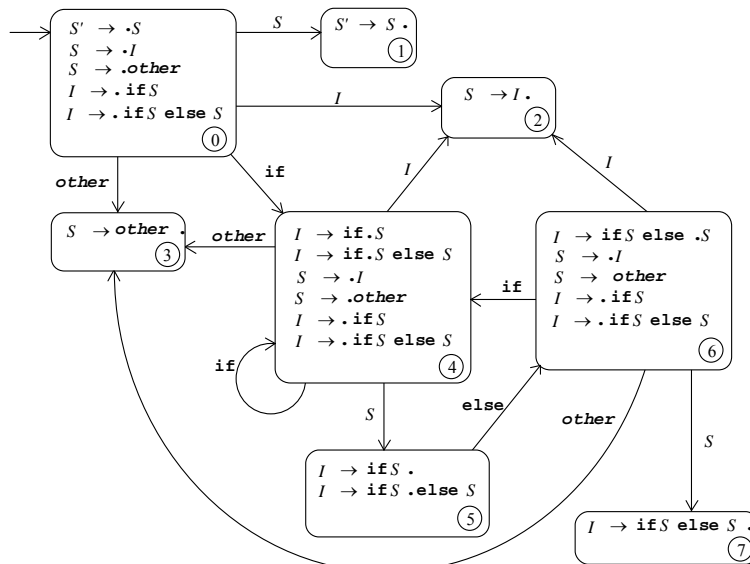 S' → .S
S → .I
S → .other
I → .if S
I → .if S else S
0
S
S' → S.
1
I
S → I.
2
other
if
I
I
S → other .
3
other
I → if.S
I → if.S else S
S → .I
S → .other
I → .if S
I → .if S else S
4
if
I → if S else .S
S → .I
S → other
I → .if S
I → .if S else S
6
if
S
else
other
S
I → if S .
I → if S .else S
5
I → if S else S .
7